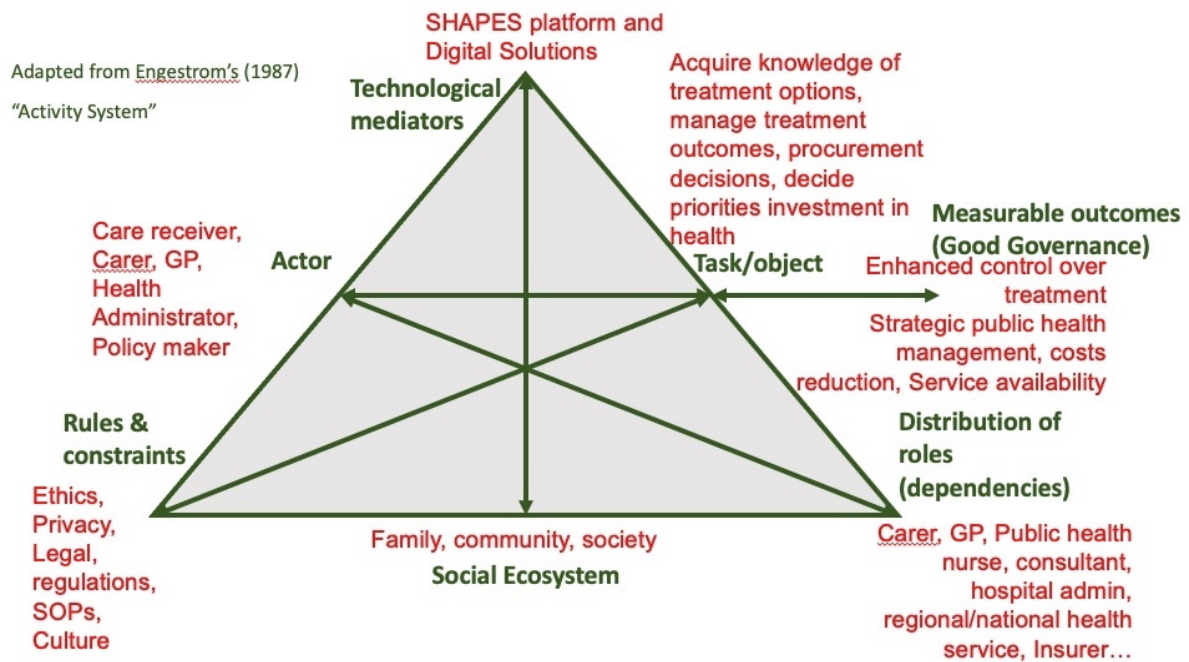 SHAPES platform and
Digital Solutions
Adapted from Engestrom's (1987)
"Activity System"
Technological
mediators
Acquire knowledge of
treatment options,
manage treatment
outcomes, procurement
decisions, decide
priorities investment in
health
Measurable outcomes
(Good Governance)
Care receiver,
Carer, GP,
Health
Administrator,
Policy maker
Actor
Task/object
Enhanced control over
treatment
Strategic public health
management, costs
reduction, Service availability
Rules &
constraints
Distribution of
roles
(dependencies)
Ethics,
Privacy,
Legal,
regulations,
SOPs,
Culture
Family, community, society
Social Ecosystem
Carer, GP, Public health
nurse, consultant,
hospital admin,
regional/national health
service, Insurer...